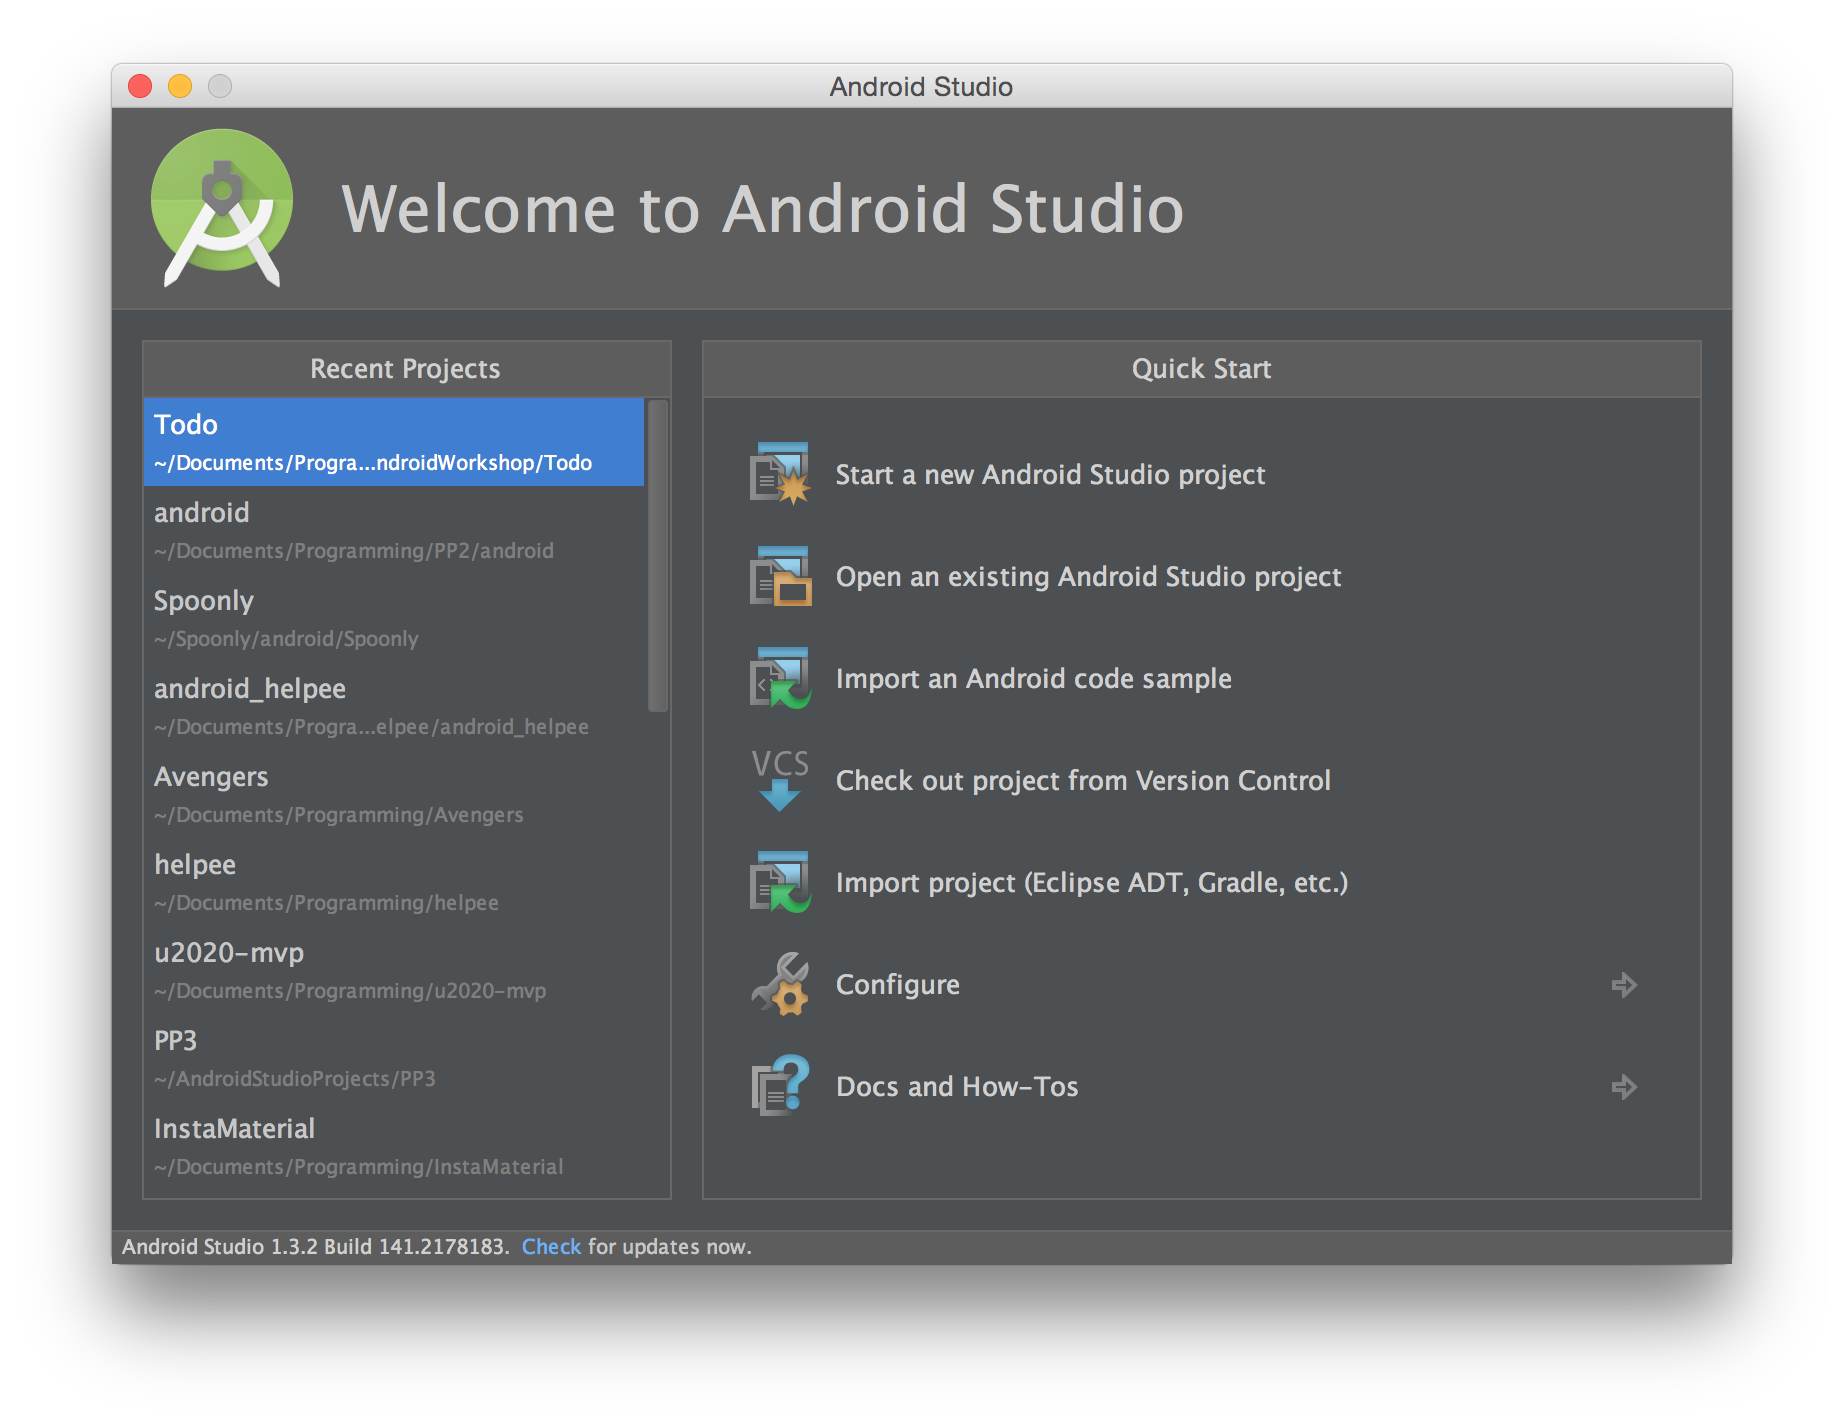 Android Studio
Welcome to Android Studio
Recent Projects
Todo
~/Documents/Progra...ndroidWorkshop/Todo
android
~/Documents/Programming/PP2/android
Spoonly
~/Spoonly/android/Spoonly
android_helpee
~/Documents/Progra...elpee/android_helpee
Avengers
~/Documents/Programming/Avengers
helpee
~/Documents/Programming/helpee
u2020-mvp
~/Documents/Programming/u2020-mvp
PP3
~/AndroidStudioProjects/PP3
InstaMaterial
~/Documents/Programming/InstaMaterial
Quick Start
Start a new Android Studio project
Open an existing Android Studio project
Import an Android code sample
VCS
Check out project from Version Control
Import project (Eclipse ADT, Gradle, etc.)
Configure
Docs and How-Tos
Android Studio 1.3.2 Build 141.2178183. Check for updates now.